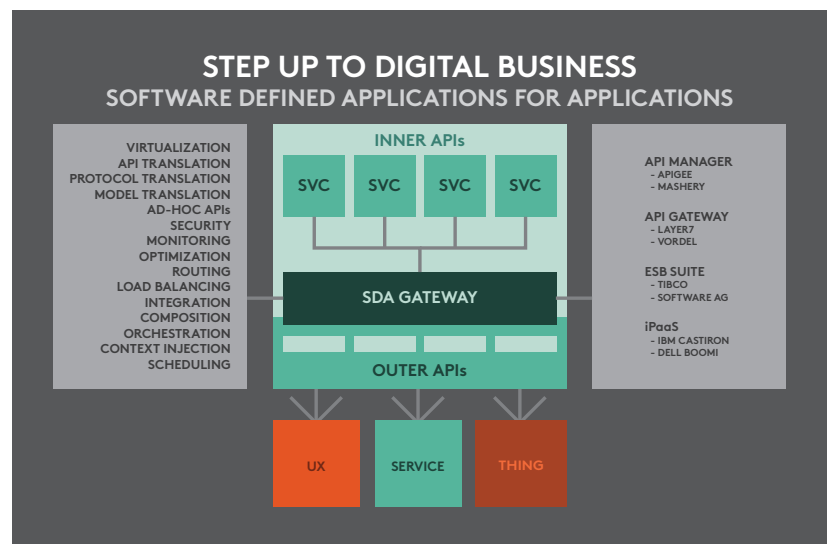 STEP UP TO DIGITAL BUSINESS
SOFTWARE DEFINED APPLICATIONS FOR APPLICATIONS
VIRTUALIZATION
API TRANSLATION
PROTOCOL TRANSLATION
MODEL TRANSLATION
AD-HOC APIs
SECURITY
MONITORING
OPTIMIZATION
ROUTING
LOAD BALANCING
INTEGRATION
COMPOSITION
ORCHESTRATION
CONTEXT INJECTION
SCHEDULING
INNER APIs
SVC SVC SVC SVC
SDA GATEWAY
OUTER APIs
API MANAGER
- APIGEE
- MASHERY
API GATEWAY
- LAYER7
- VORDEL
ESB SUITE
- TIBCO
- SOFTWARE AG
iPaaS
- IBM CASTIRON
- DELL BOOMI
UX
SERVICE
THING